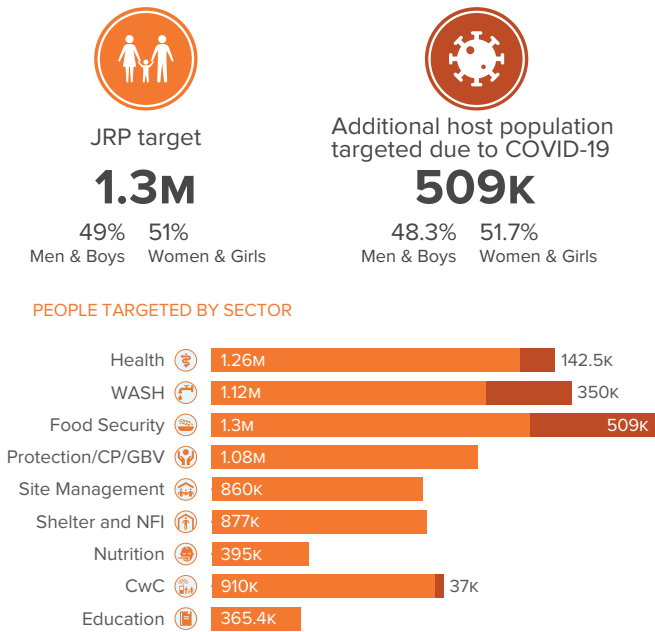 JRP target
1.3M
49% 51%
Men & Boys Women & Girls
Additional host population
targeted due to COVID-19
509K
48.3% 51.7%
Men & Boys Women & Girls
PEOPLE TARGETED BY SECTOR
Health 1.26M 142.5K
WASH 1.12M 350K
Food Security 1.3M 509K
Protection/CP/GBV 1.08M
Site Management 860K
Shelter and NFI 877K
Nutrition 395K
CwC 910K 37K
Education 365.4K